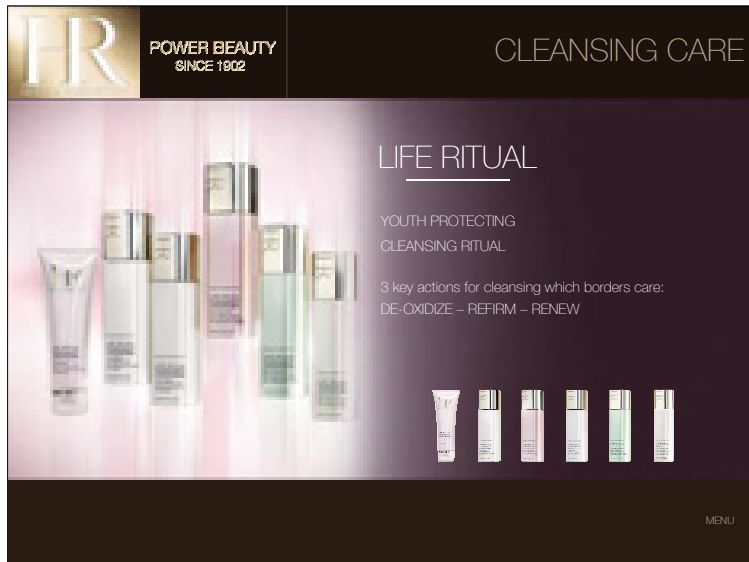 HR
POWER BEAUTY
SINCE 1902
CLEANSING CARE
LIFE RITUAL
YOUTH PROTECTING
CLEANSING RITUAL
3 key actions for cleansing which borders care:
DE-OXIDIZE – REFIRM – RENEW
MENU